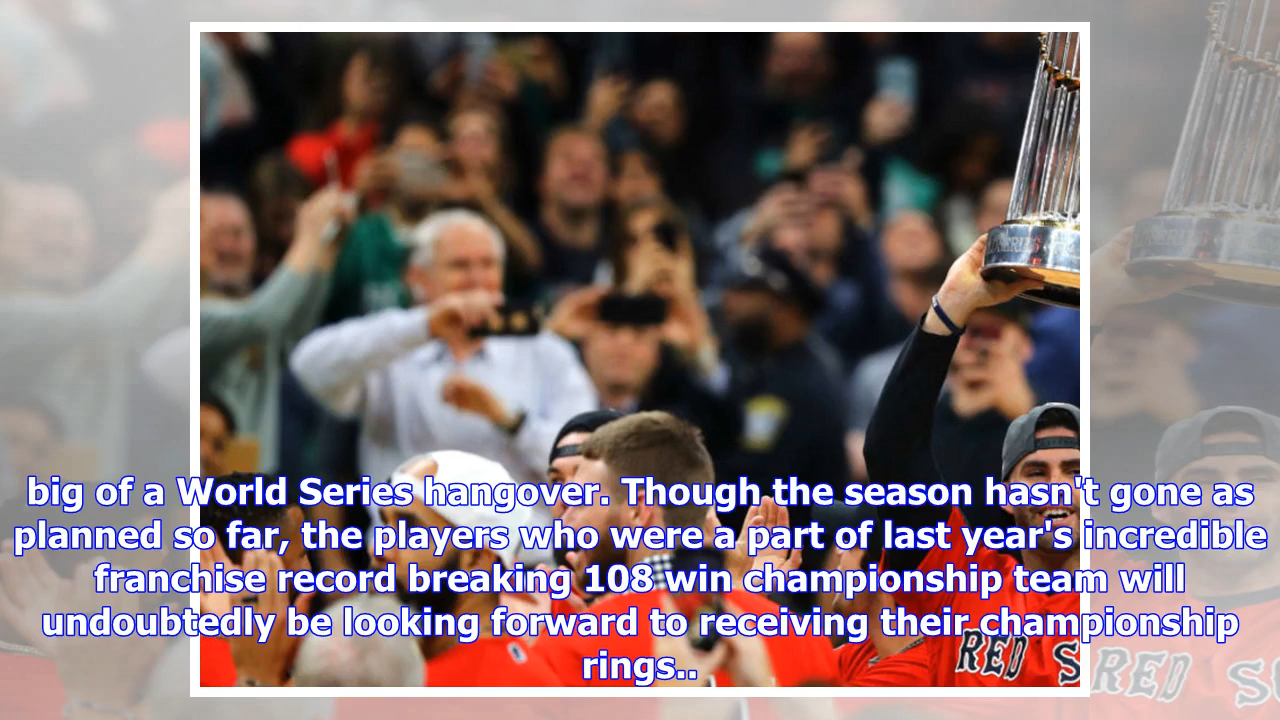 big of a World Series hangover. Though the season hasn't gone as
planned so far, the players who were a part of last year's incredible
franchise record breaking 108 win championship team will
undoubtedly be looking forward to receiving their championship
rings..
RED S
RED S